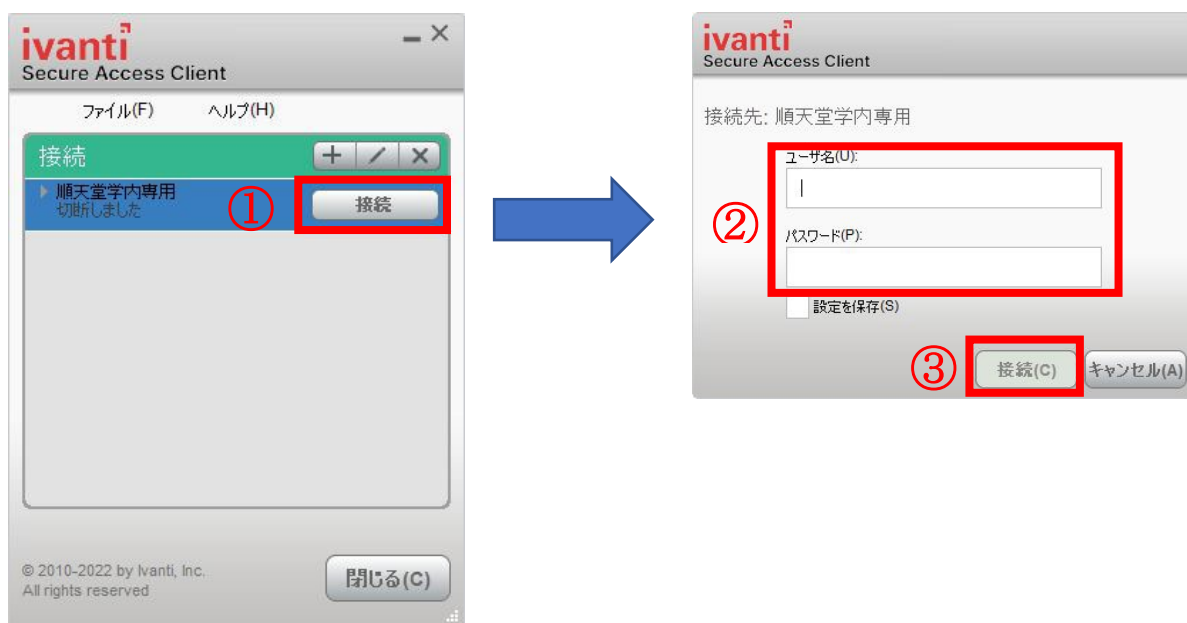 ivanti
Secure Access Client
ファイル(F) ヘルプ(H)
接続
順天堂学内専用
切断しました
①
接続
© 2010-2022 by Ivanti, Inc.
All rights reserved
閉じる(C)
ivanti
Secure Access Client
接続先: 順天堂学内専用
ユーザ名(U):
②
パスワード(P):
設定を保存(S)
③
接続(C)
キャンセル(A)